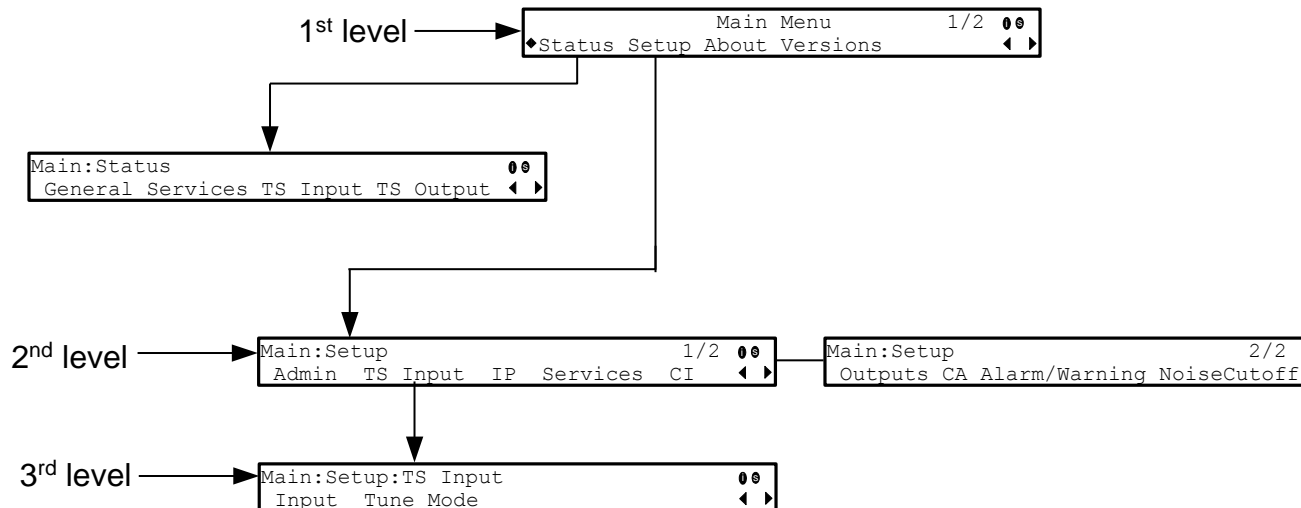 1st level
Main Menu 1/2
◆Status Setup About Versions
Main:Status
General Services TS Input TS Output
2nd level
Main:Setup 1/2
Admin TS Input IP Services CI
Main:Setup 2/2
Outputs CA Alarm/Warning NoiseCutoff
3rd level
Main:Setup:TS Input
Input Tune Mode